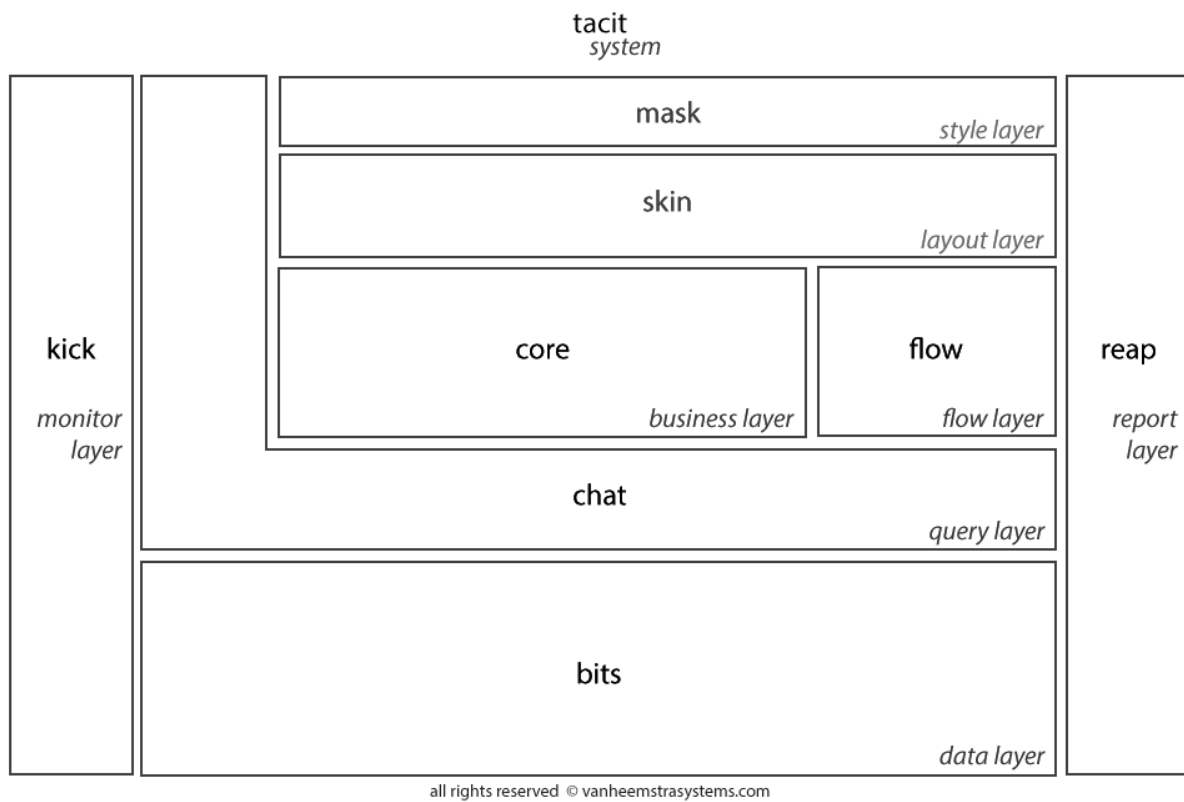 tacit
system
mask
style layer
skin
layout layer
kick
monitor
layer
core
business layer
flow
flow layer
reap
report
layer
chat
query layer
bits
data layer
all rights reserved © vanheemstrasystems.com